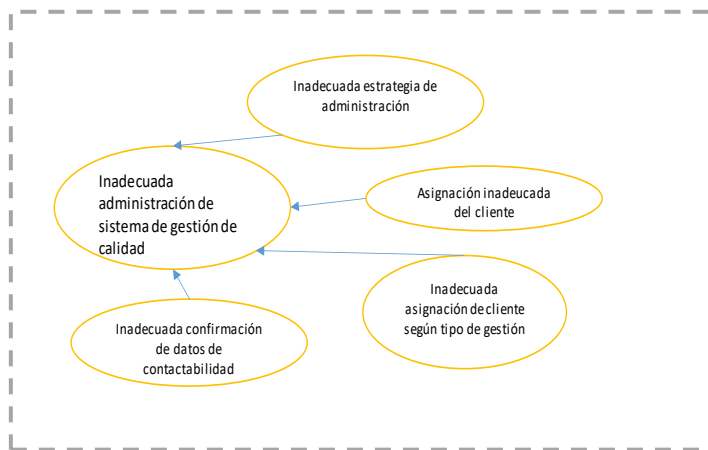 Inadecuada estrategia de
administración
Inadecuada
administración de
sistema de gestión de
calidad
Asignación inadeucada
del cliente
Inadecuada
asignación de cliente
según tipo de gestión
Inadecuada confirmación
de datos de
contactabilidad